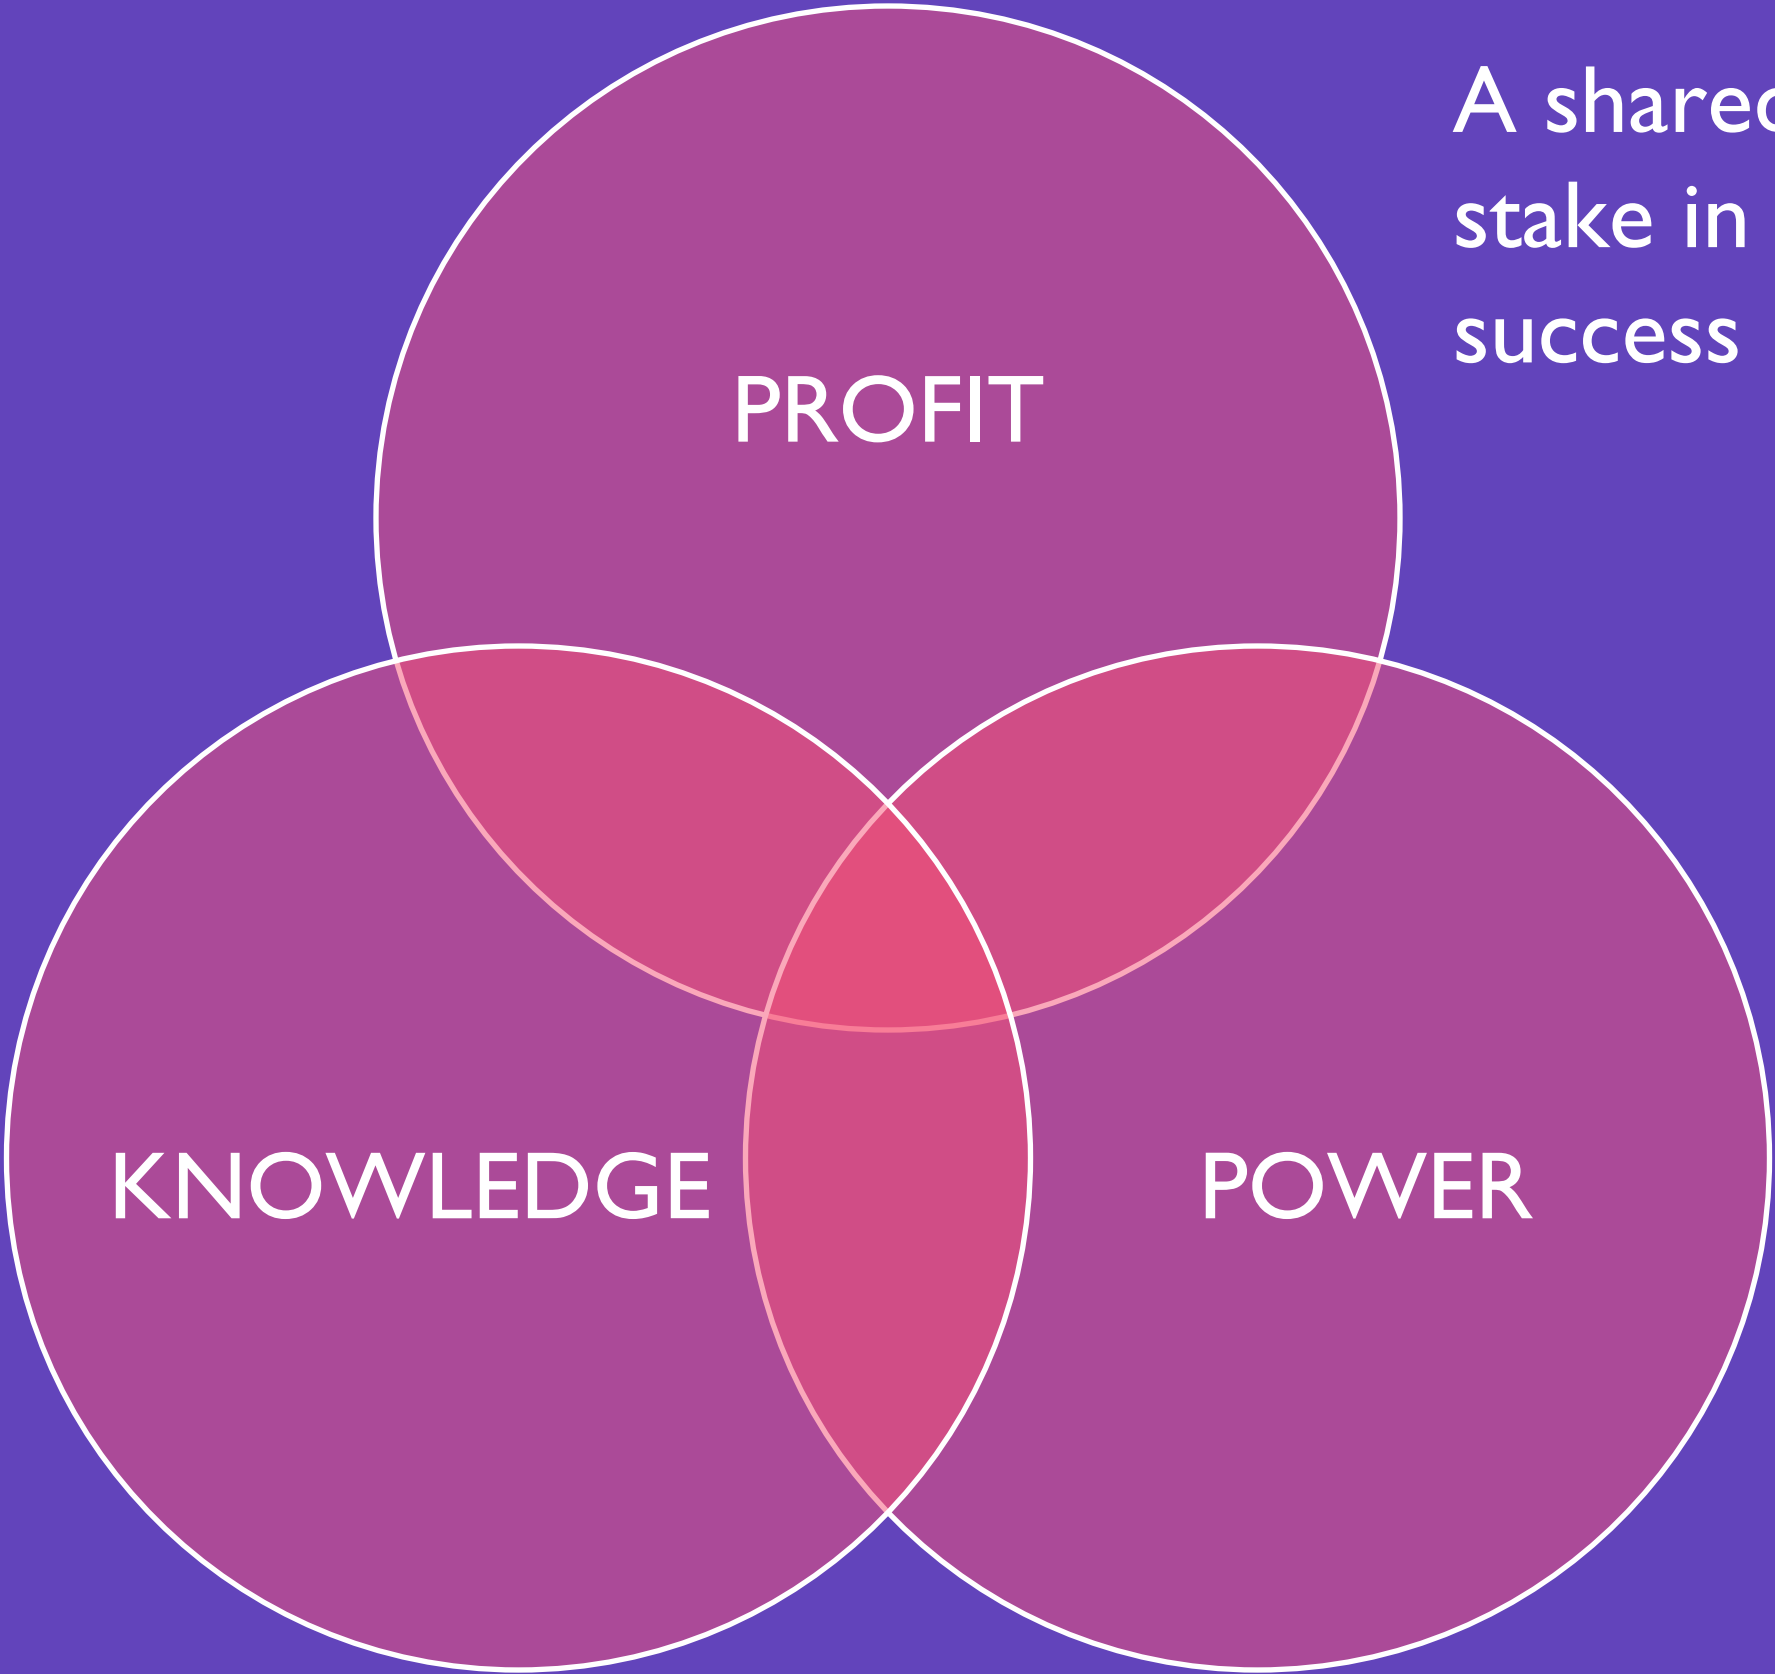 A shared
stake in
success
PROFIT
KNOWLEDGE
POWER